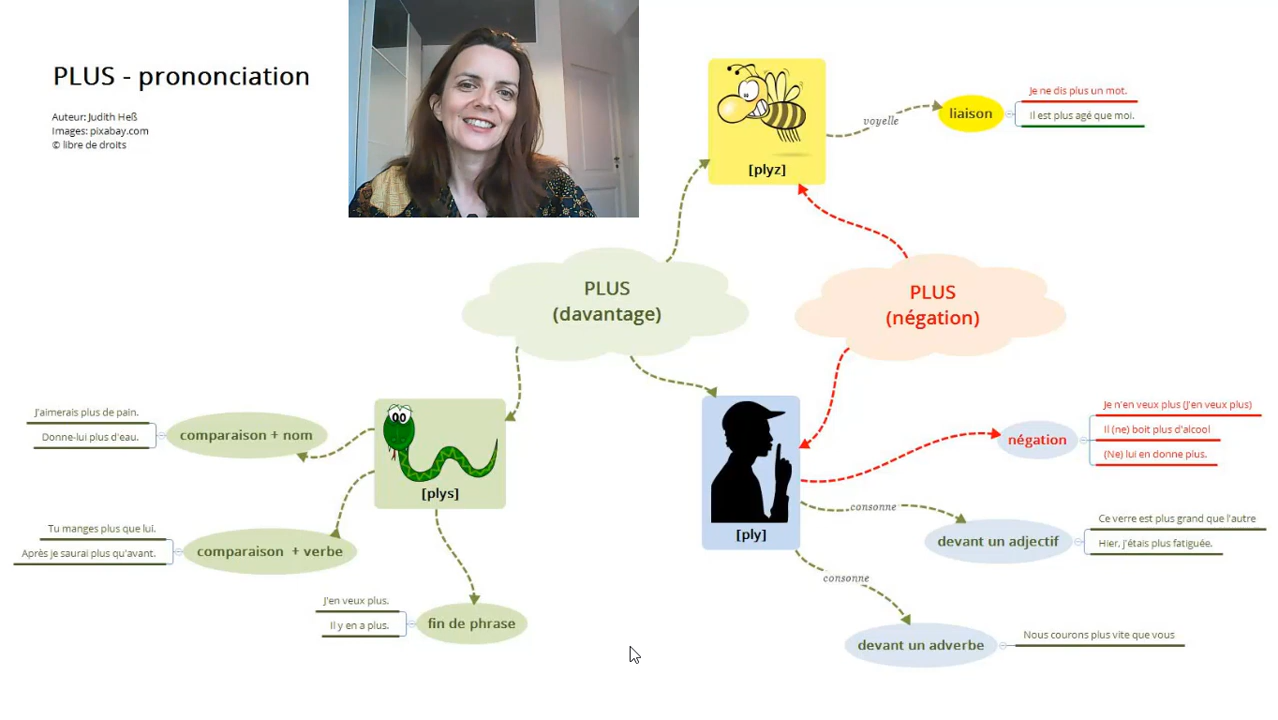 PLUS - prononciation
Auteur: Judith Heß
Images: pixabay.com
© libre de droits
[plyz]
voyelle
liaison
Je ne dis plus un mot.
Il est plus agé que moi.
PLUS
(davantage)
PLUS
(négation)
J'aimerais plus de pain.
Donne-lui plus d'eau.
comparaison + nom
[plys]
Tu manges plus que lui.
Après je saurai plus qu'avant.
comparaison + verbe
J'en veux plus.
Il y en a plus.
fin de phrase
[ply]
négation
Je n'en veux plus (J'en veux plus)
Il (ne) boit plus d'alcool
(Ne) lui en donne plus.
consonne
devant un adjectif
Ce verre est plus grand que l'autre
Hier, j'étais plus fatiguée.
consonne
devant un adverbe
Nous courons plus vite que vous